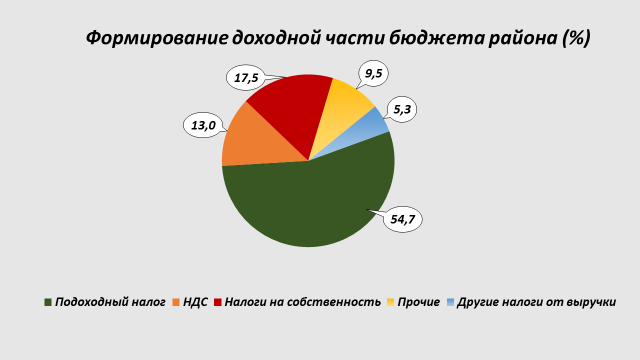 Формирование доходной части бюджета района (%)
17,5
9,5
5,3
13,0
54,7
Подоходный налог НДС Налоги на собственность Прочие Другие налоги от выручки